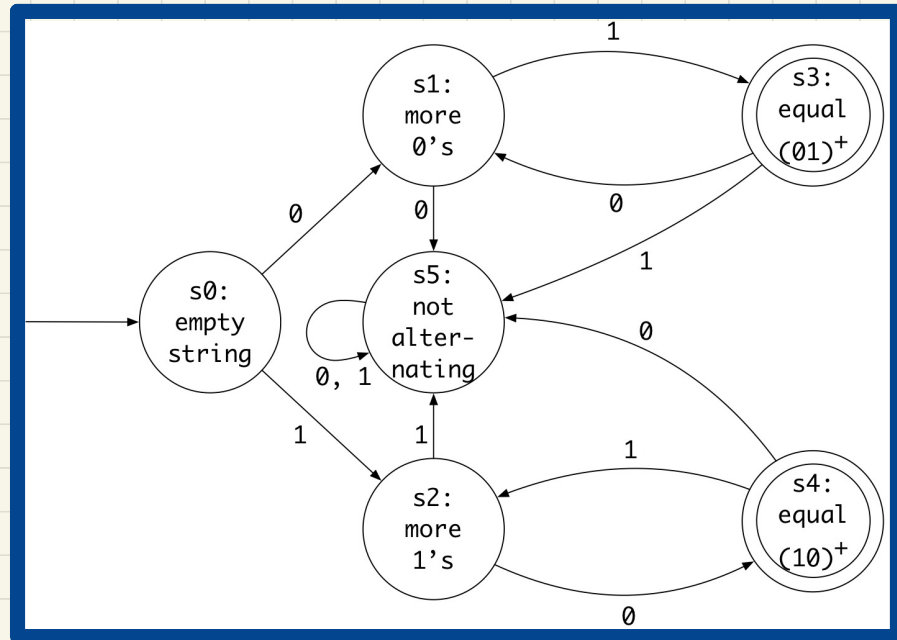 1
s1:
more
0’s
s3:
equal
(01)+
0
0
0
1
s0:
empty
string
s5:
not
alter-
nating
0, 1
0
1
1
1
s2:
more
1’s
s4:
equal
(10)+
0